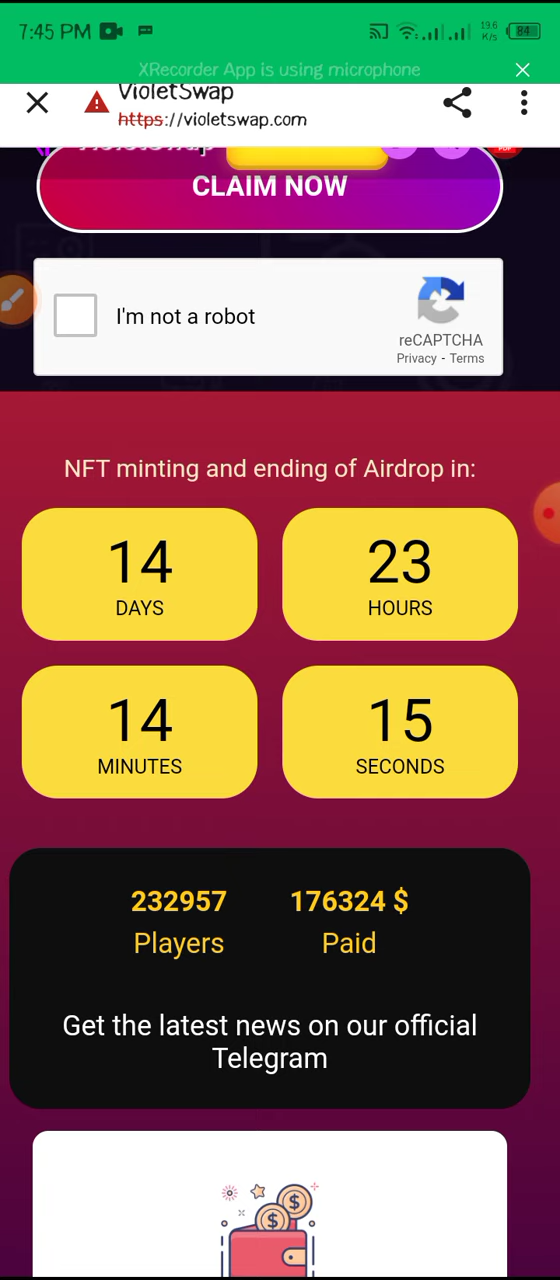 7:45 PM
19.6
K/s
84
XRecorder App is using microphone
VioletSwap
https://violetswap.com
CLAIM NOW
I'm not a robot
reCAPTCHA
Privacy - Terms
NFT minting and ending of Airdrop in:
14
DAYS
23
HOURS
14
MINUTES
15
SECONDS
232957
Players
176324 $
Paid
Get the latest news on our official
Telegram